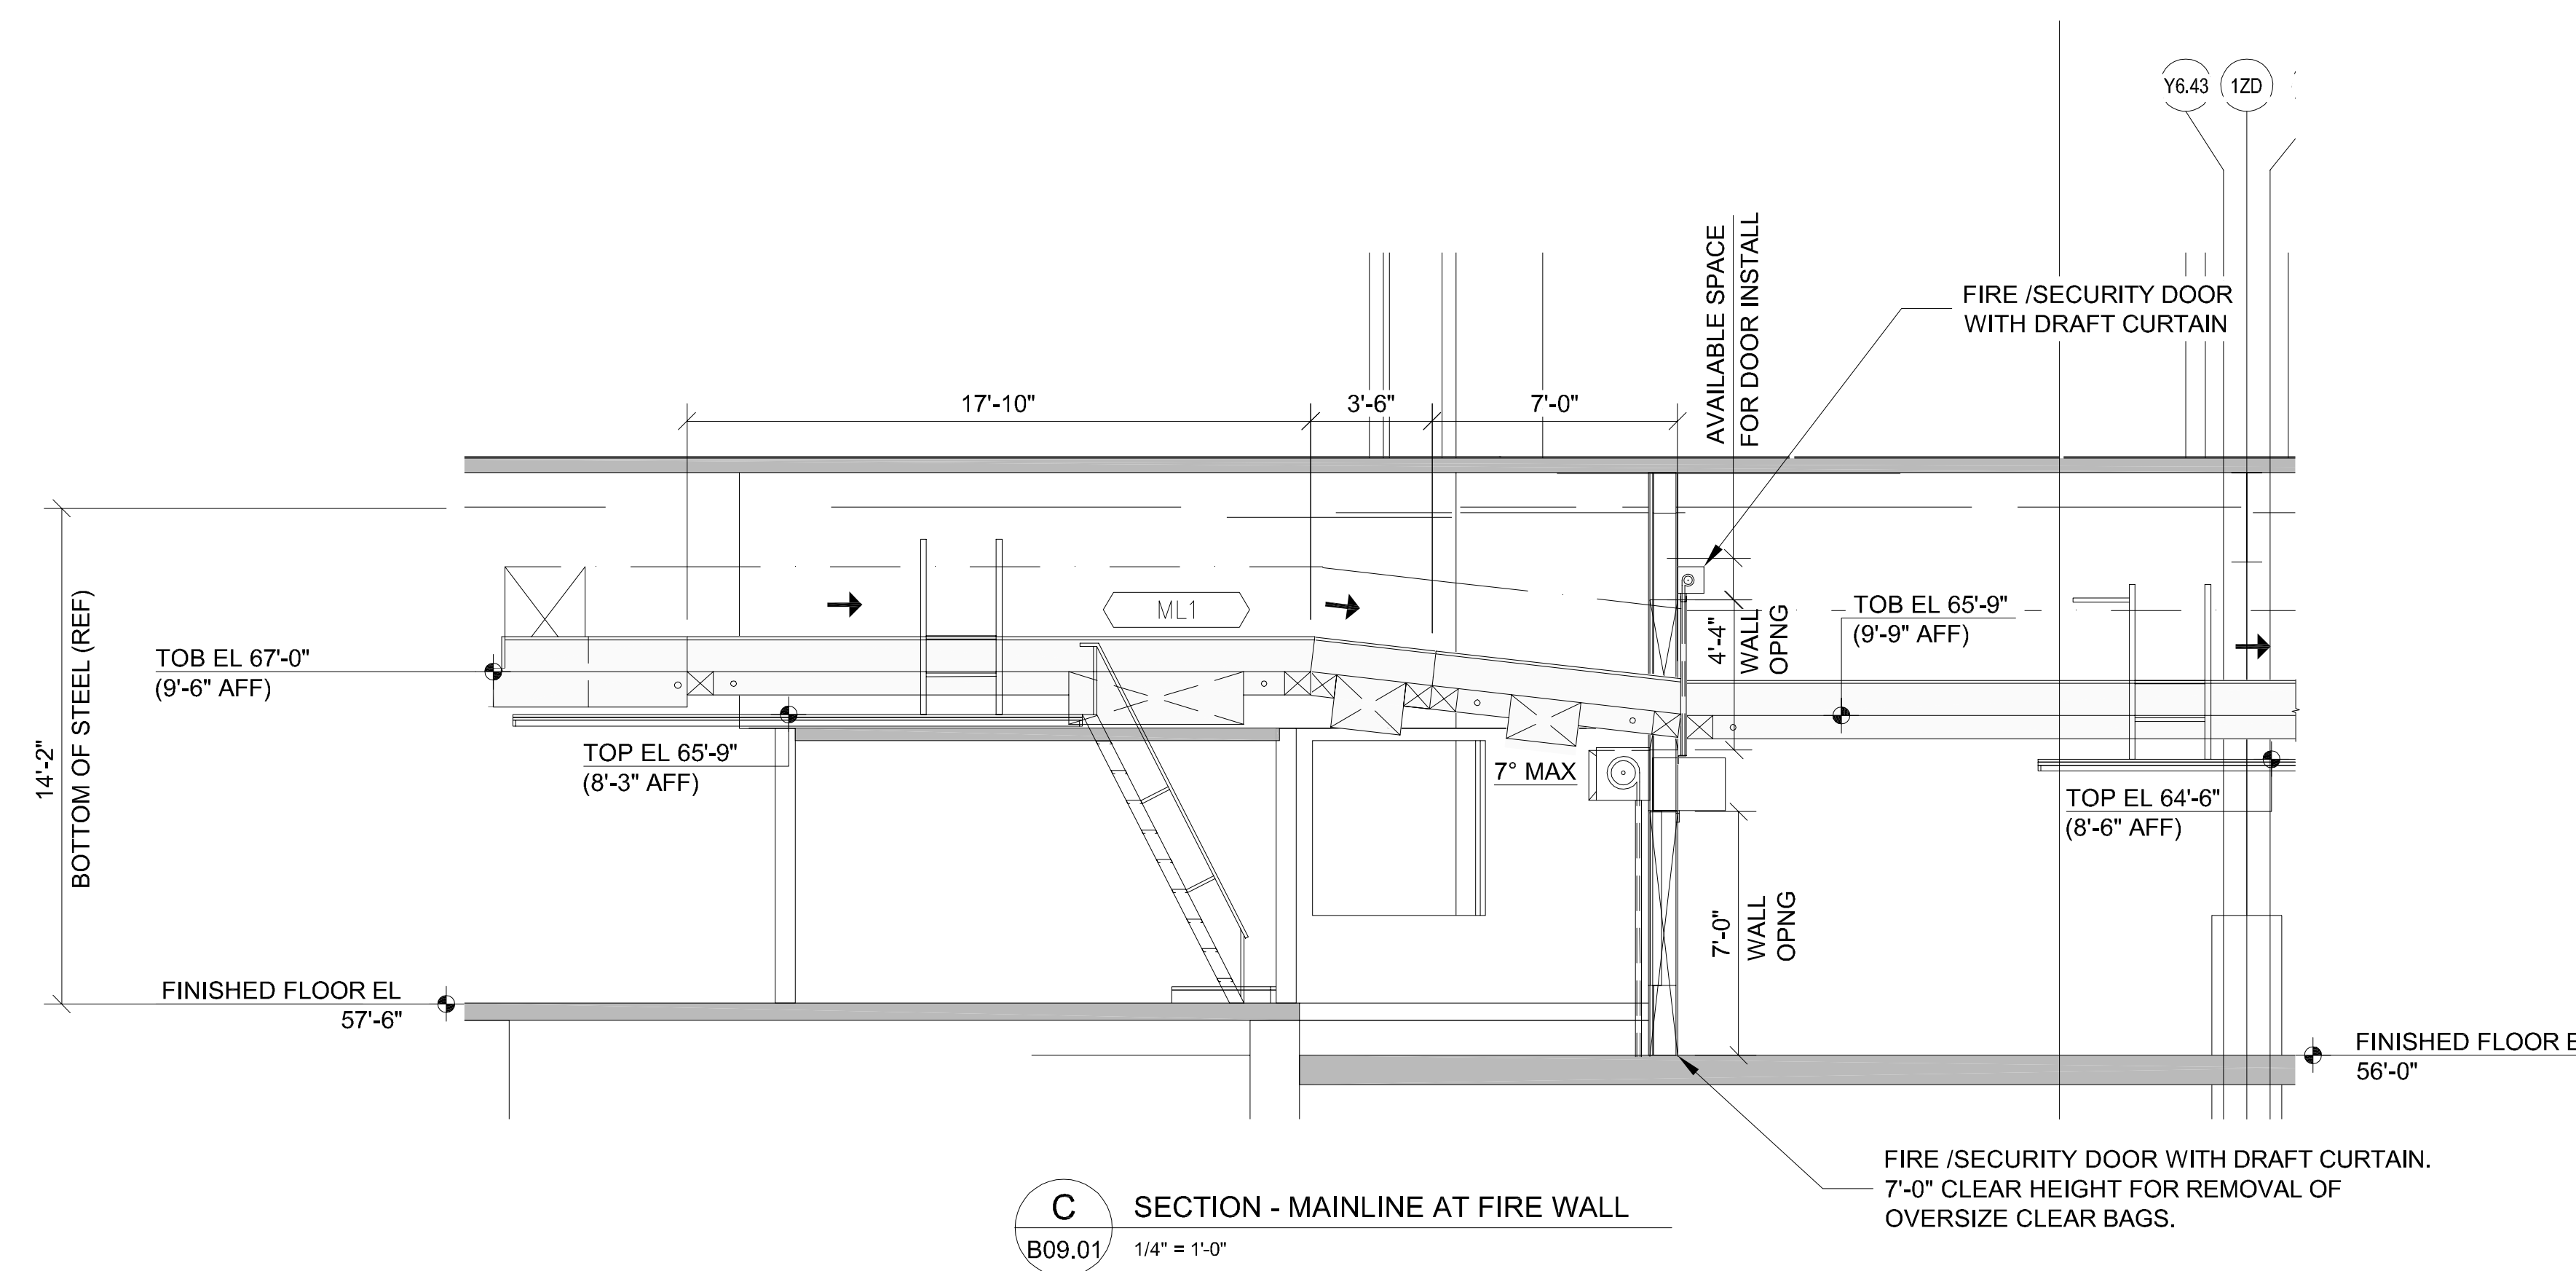 Y6.43
1ZD
AVAILABLE SPACE
FOR DOOR INSTALL
FIRE /SECURITY DOOR
WITH DRAFT CURTAIN
17'-10"
3'-6"
7'-0"
14'-2"
BOTTOM OF STEEL (REF)
ML1
TOB EL 67'-0"
(9'-6" AFF)
TOB EL 65'-9"
(9'-9" AFF)
4'-4"
WALL
OPNG
TOP EL 65'-9"
(8'-3" AFF)
7° MAX
TOP EL 64'-6"
(8'-6" AFF)
7'-0"
WALL
OPNG
FINISHED FLOOR EL
57'-6"
FINISHED FLOOR E
56'-0"
FIRE /SECURITY DOOR WITH DRAFT CURTAIN.
7'-0" CLEAR HEIGHT FOR REMOVAL OF
OVERSIZE CLEAR BAGS.
C
B09.01
SECTION - MAINLINE AT FIRE WALL
1/4" = 1'-0"